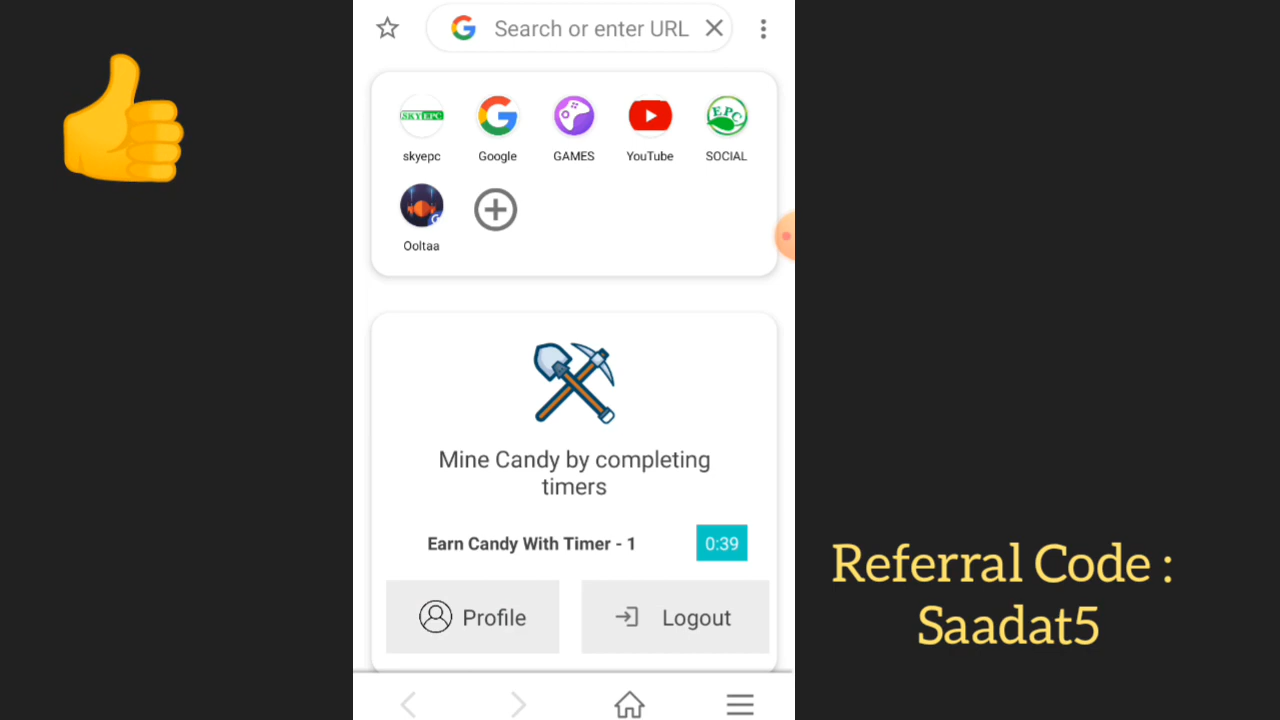 Search or enter URL
SKYEPC
EPC
skyepc
Google
GAMES
YouTube
SOCIAL
G
Ooltaa
Mine Candy by completing
timers
Earn Candy With Timer - 1
0:39
Profile
Logout
Referral Code :
Saadat5